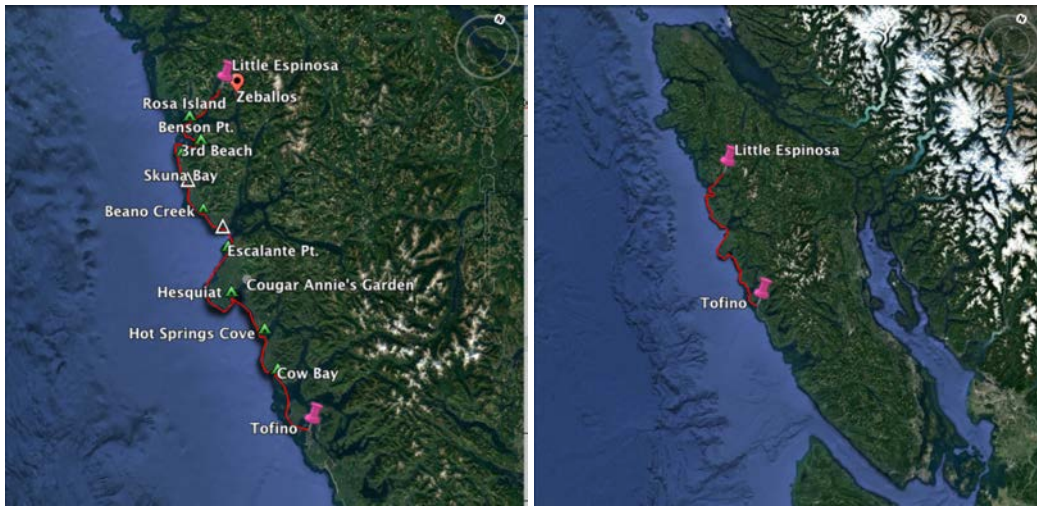 N
Little Espinosa
Zeballos
Rosa Island
Benson Pt.
3rd Beach
Skuna Bay
Beano Creek
Escalante Pt.
Cougar Annie's Garden
Hesquiat
Hot Springs Cove
Cow Bay
Tofino
N
Little Espinosa
Tofino